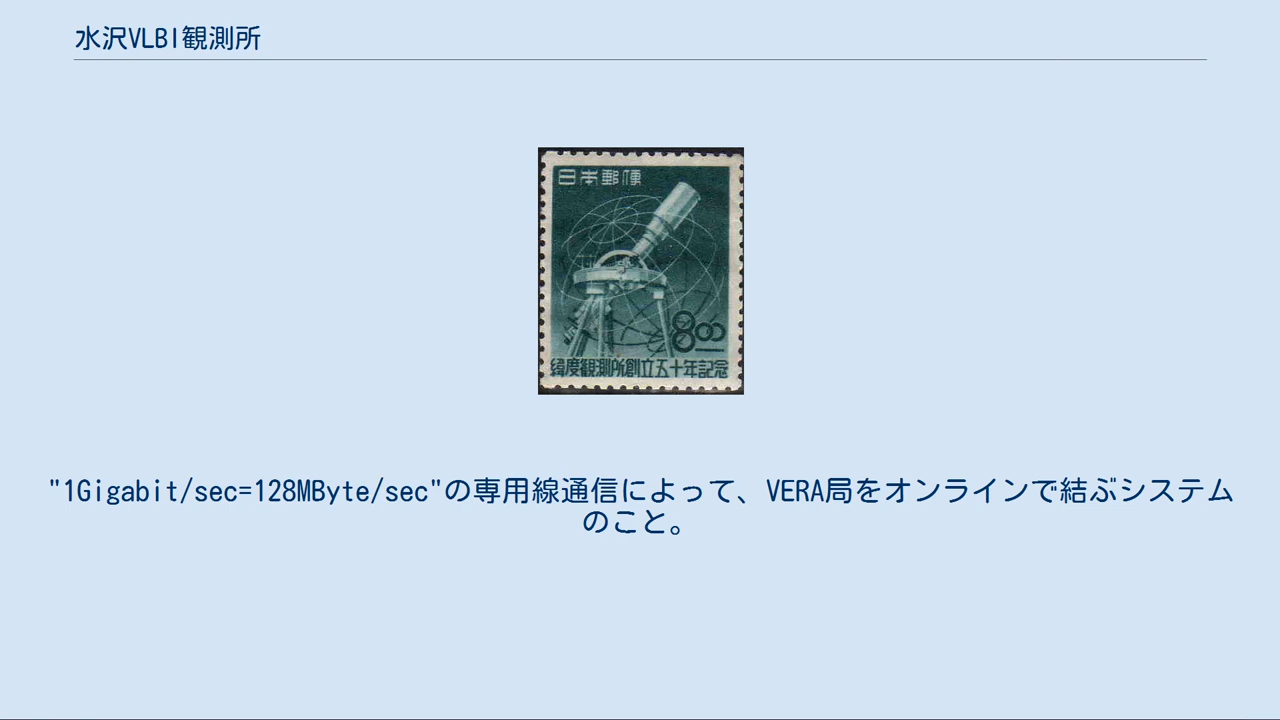 水沢VLBI観測所
日本郵便
8.00
緯度観測所創立五十年記念
"1Gigabit/sec=128MByte/sec"の専用線通信によって、VERA局をオンラインで結ぶシステム
のこと。